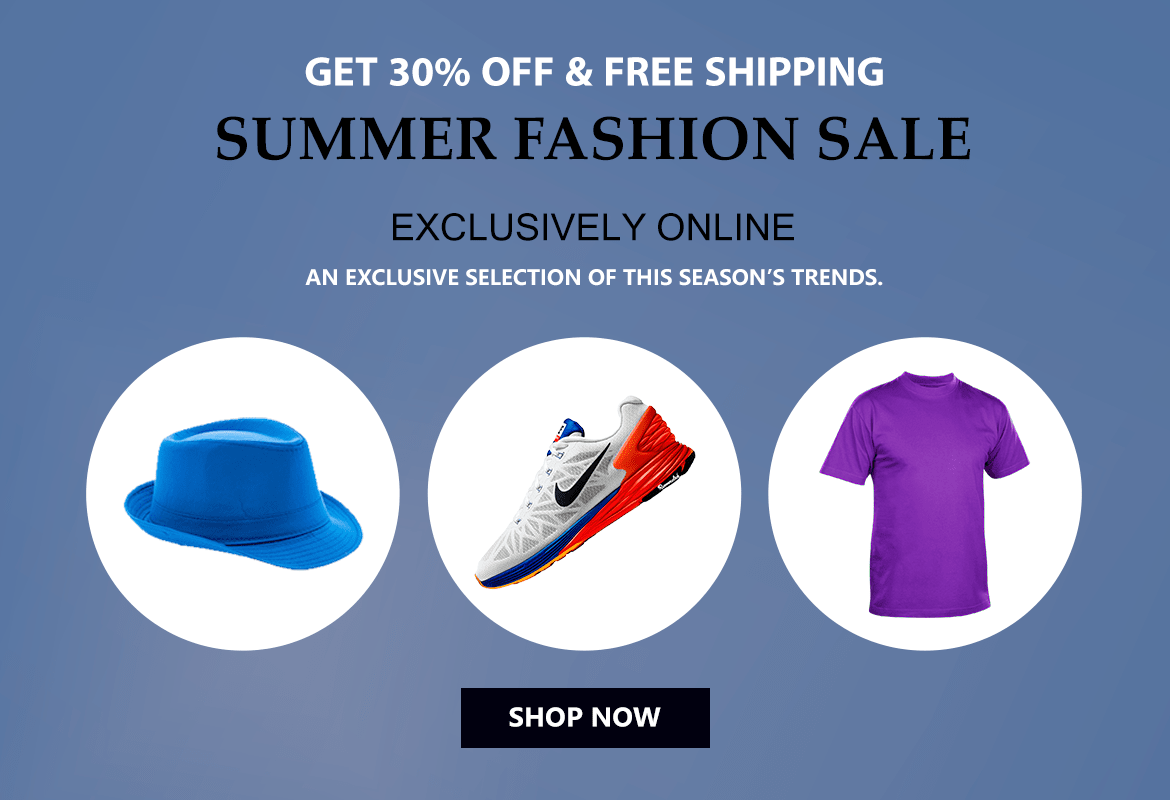 GET 30% OFF & FREE SHIPPING
SUMMER FASHION SALE
EXCLUSIVELY ONLINE
AN EXCLUSIVE SELECTION OF THIS SEASON’S TRENDS.
SHOP NOW